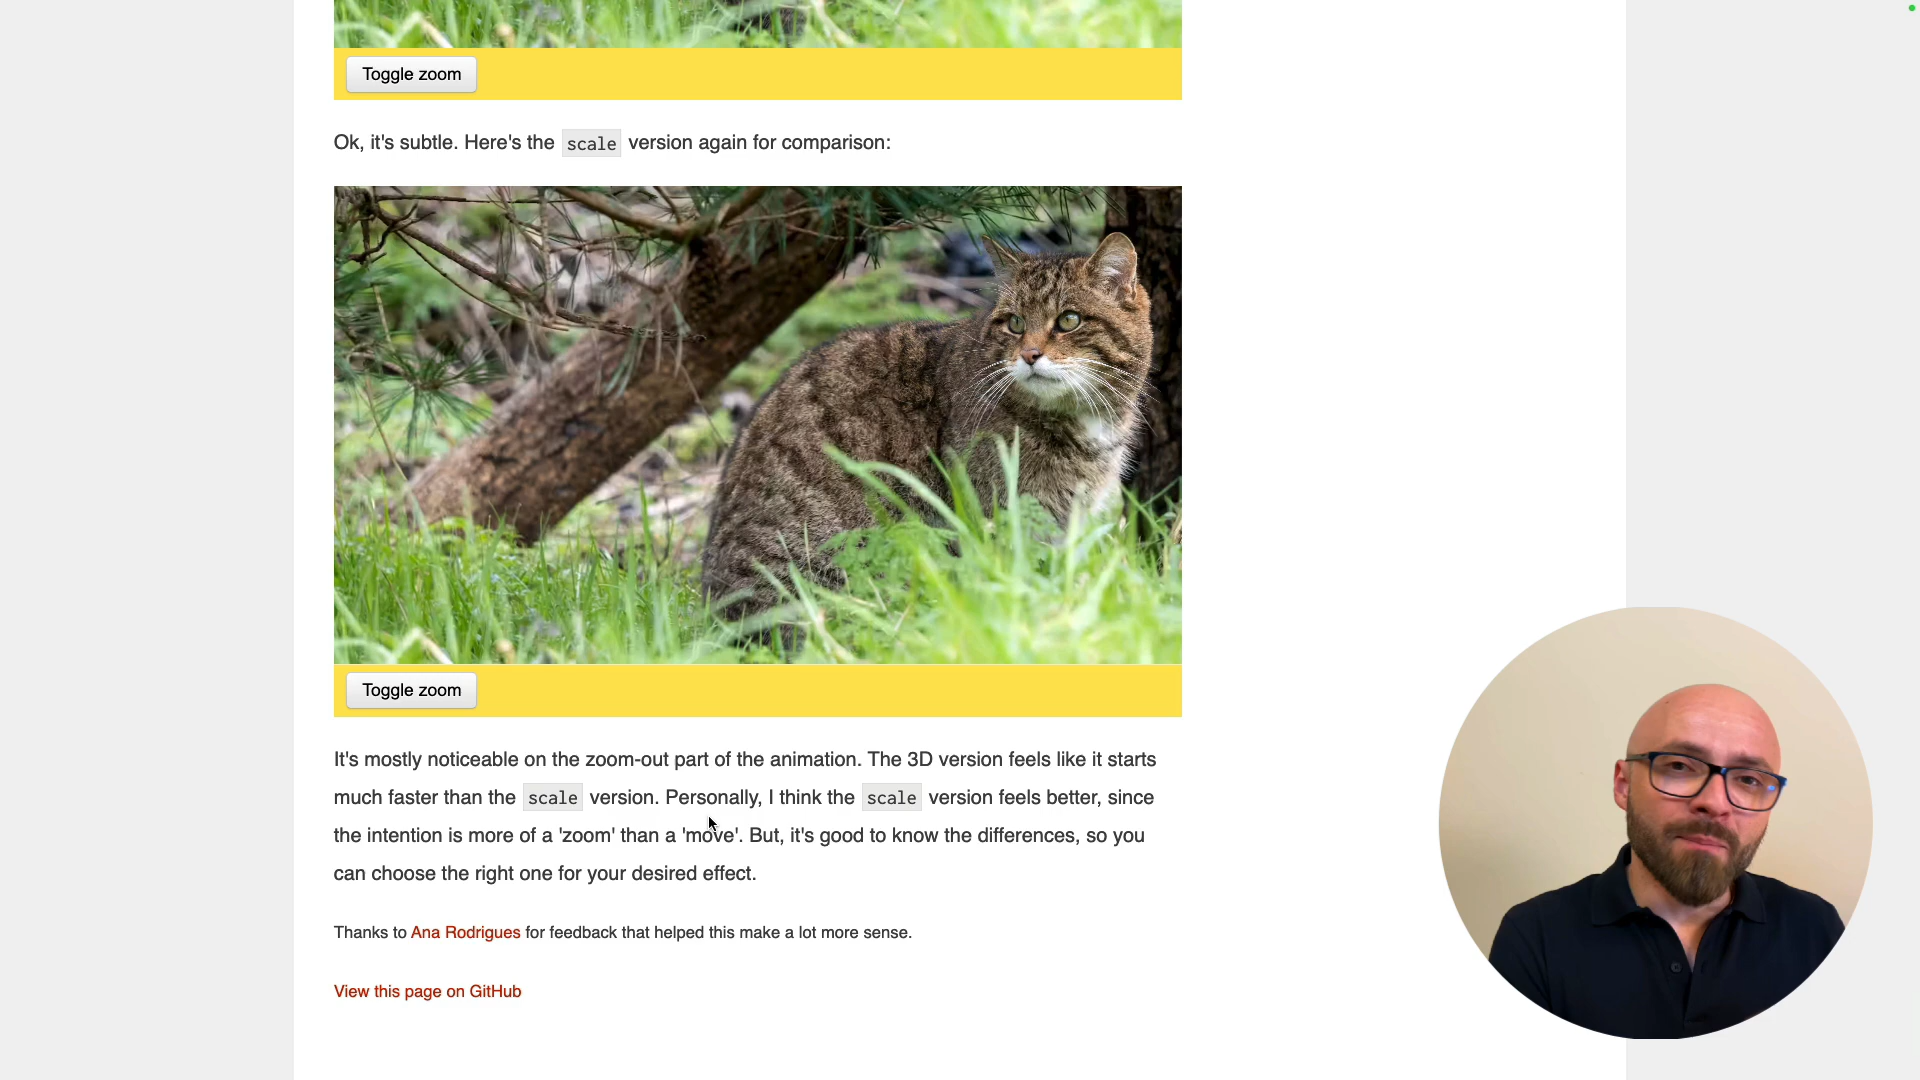 Toggle zoom
Ok, it's subtle. Here's the scale version again for comparison:
Toggle zoom
It's mostly noticeable on the zoom-out part of the animation. The 3D version feels like it starts
much faster than the scale version. Personally, I think the scale version feels better, since
the intention is more of a 'zoom' than a 'move'. But, it's good to know the differences, so you
can choose the right one for your desired effect.
Thanks to Ana Rodrigues for feedback that helped this make a lot more sense.
View this page on GitHub